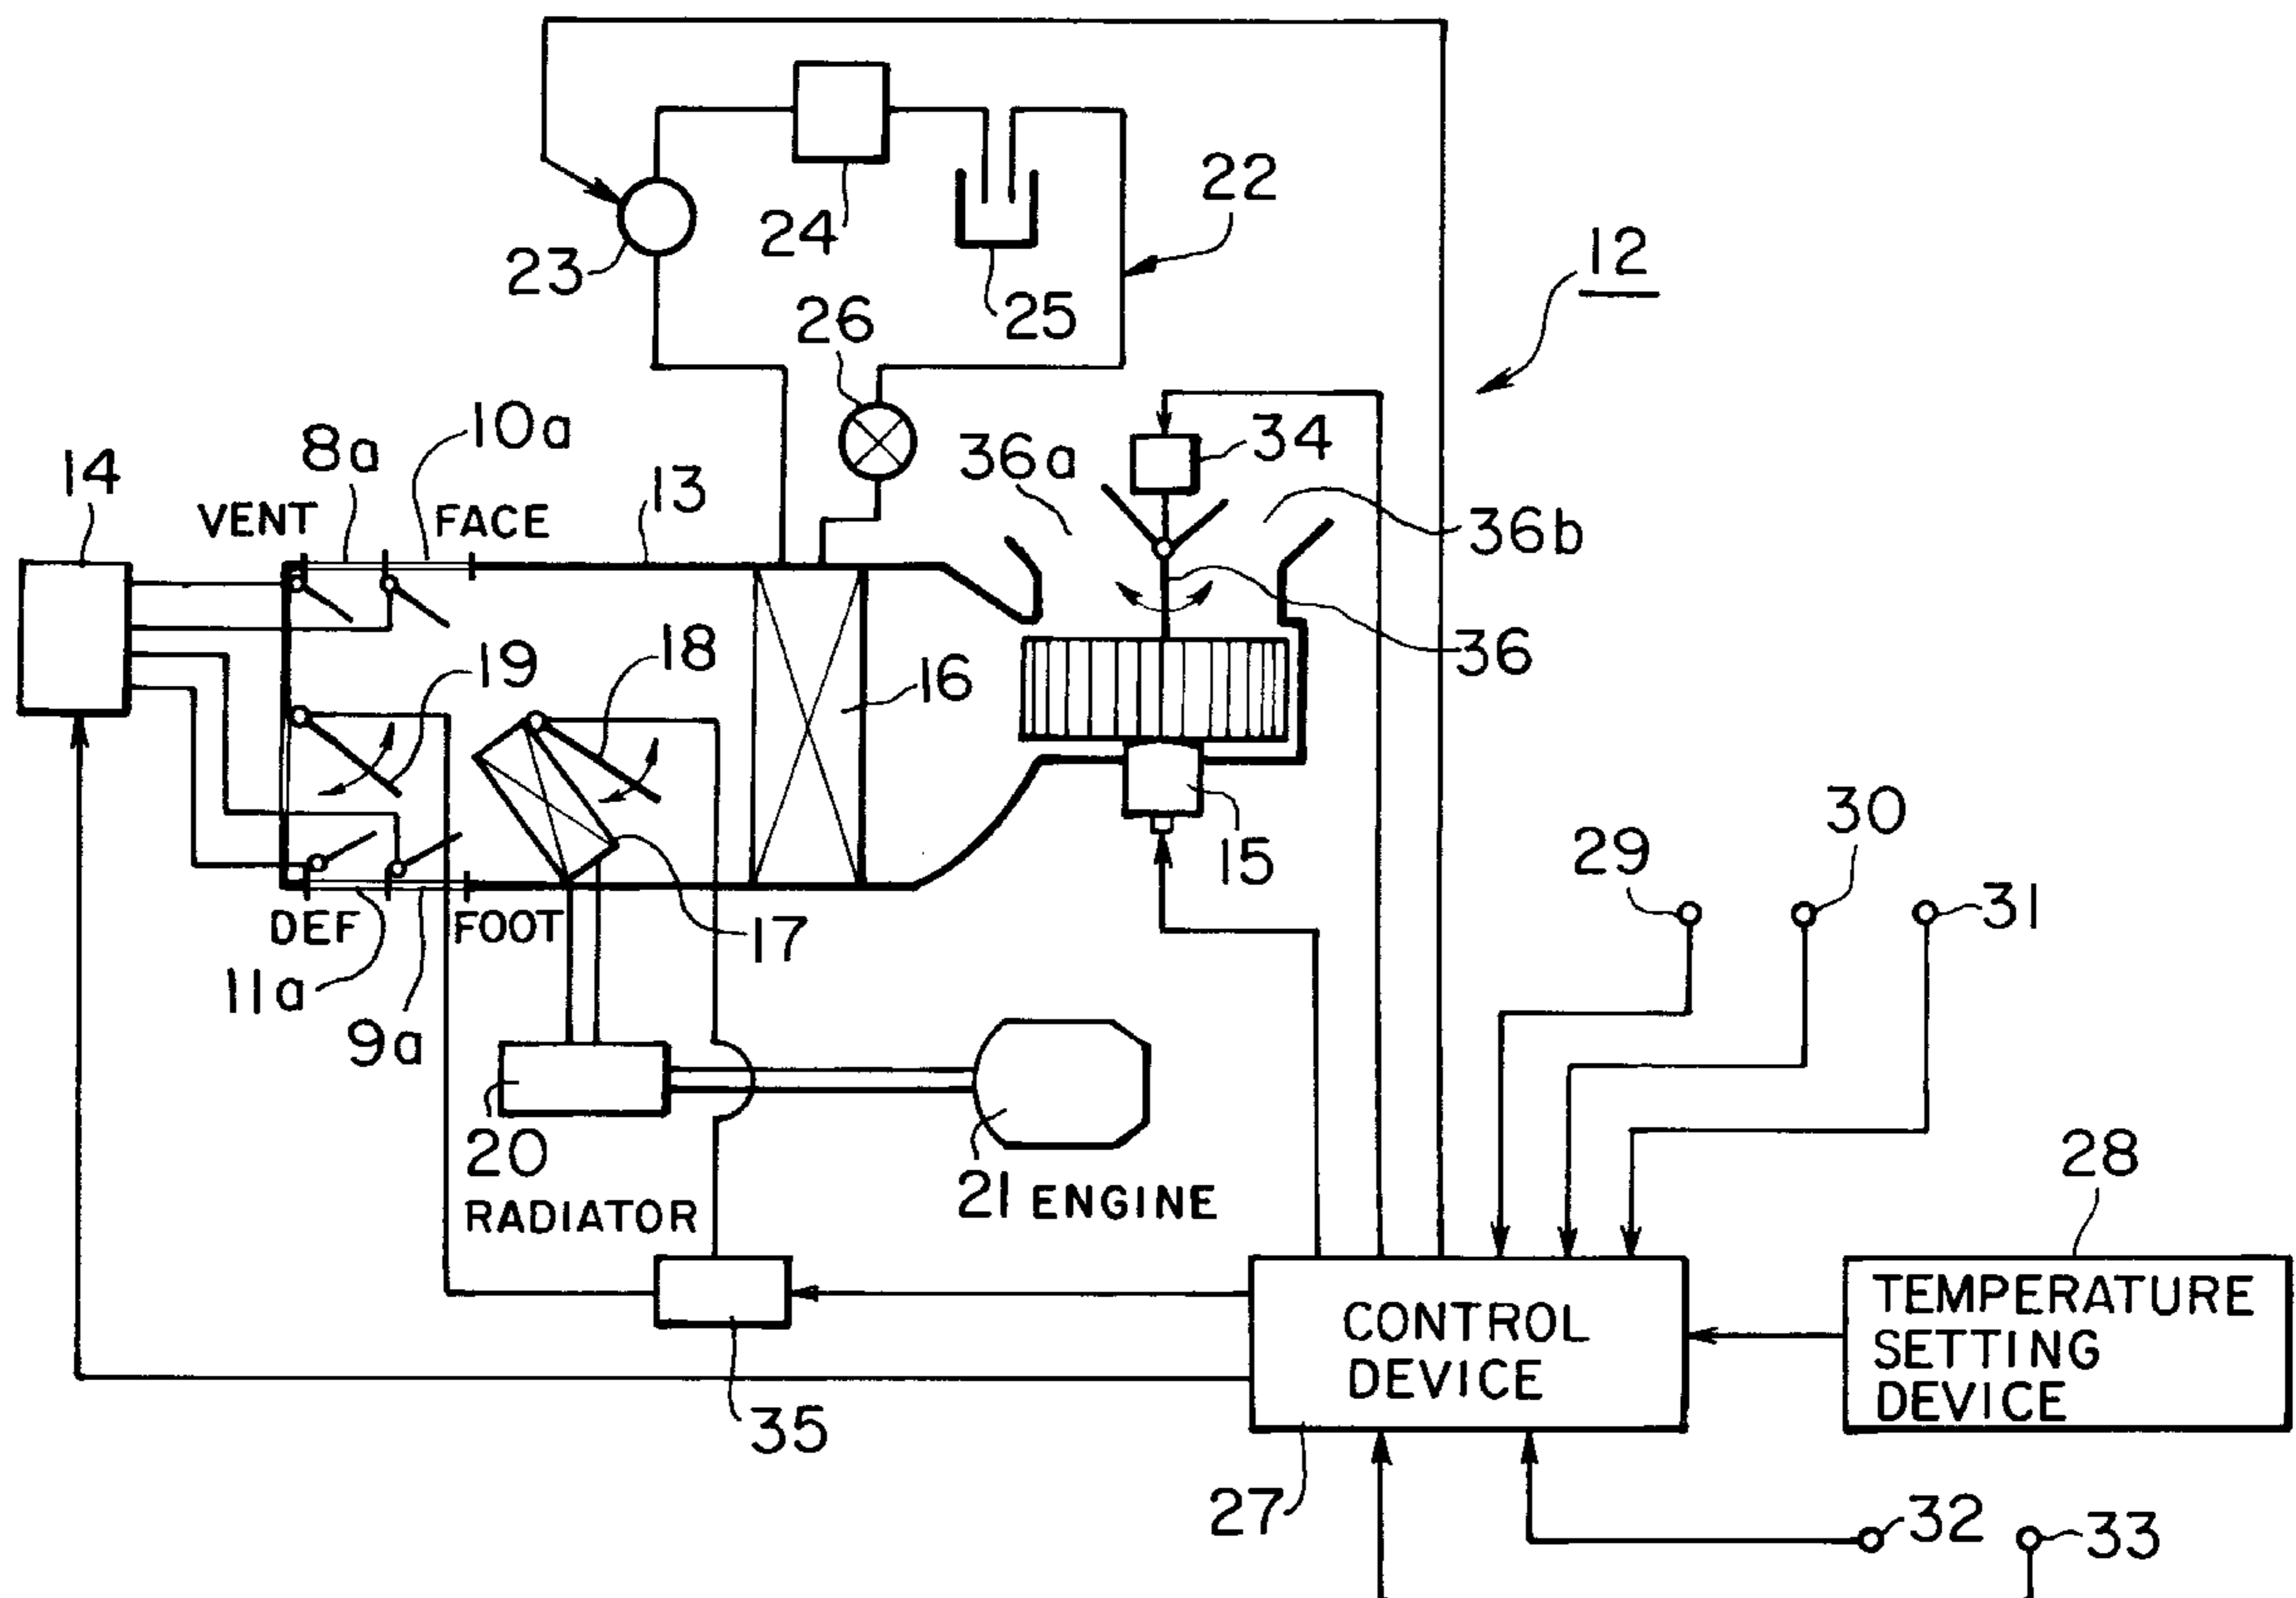 22
24
23
12
25
26
10a
8a
34
36a
14
13
VENT
FACE
36b
18
19
16
36
30
29
15
31
DEF
FOOT
17
11a
9a
20
28
21 ENGINE
RADIATOR
TEMPERATURE
SETTING
DEVICE
CONTROL
DEVICE
35
27
32
33